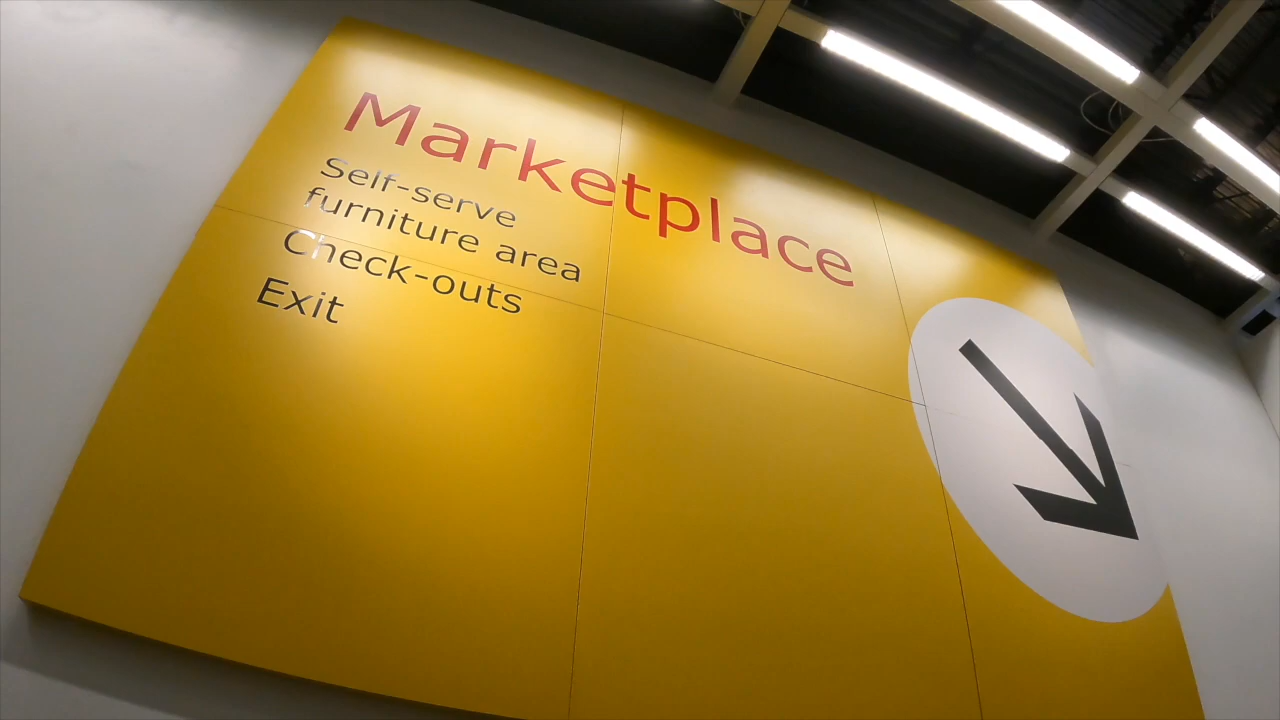 Marketplace
Self-serve
furniture area
Check-outs
Exit